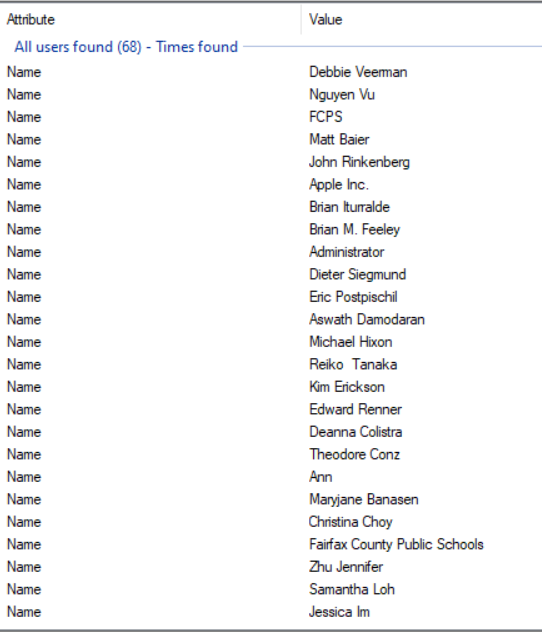 Attribute Value
All users found (68) - Times found
Name Debbie Veerman
Name Nguyen Vu
Name FCPS
Name Matt Baier
Name John Rinkenberg
Name Apple Inc.
Name Brian Iturralde
Name Brian M. Feeley
Name Administrator
Name Dieter Siegmund
Name Eric Postpischil
Name Aswath Damodaran
Name Michael Hixon
Name Reiko  Tanaka
Name Kim Erickson
Name Edward Renner
Name Deanna Colistra
Name Theodore Conz
Name Ann
Name Maryjane Banasen
Name Christina Choy
Name Fairfax County Public Schools
Name Zhu Jennifer
Name Samantha Loh
Name Jessica Im